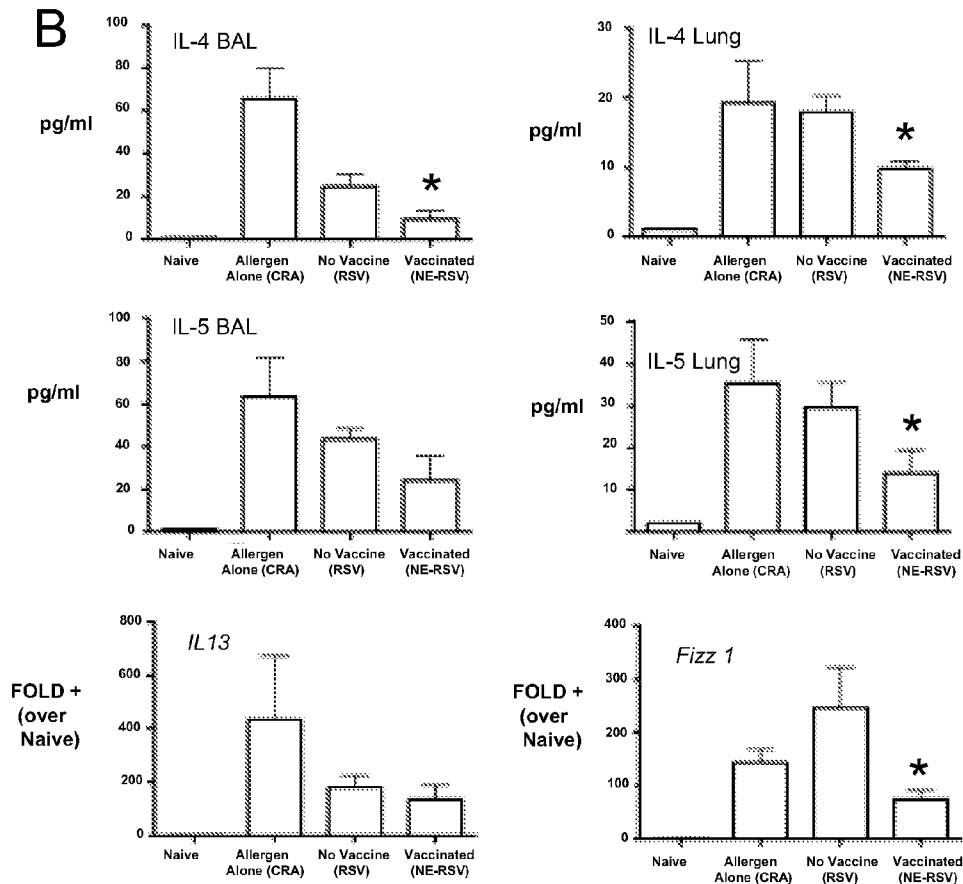 B
IL-4 BAL
pg/ml
100
80
60
40
20
0
Naive
Allergen
Alone (CRA)
No Vaccine
(RSV)
Vaccinated
(NE-RSV)
*
IL-4 Lung
pg/ml
30
20
10
0
Naive
Allergen
Alone (CRA)
No Vaccine
(RSV)
Vaccinated
(NE-RSV)
*
IL-5 BAL
pg/ml
100
80
60
40
20
0
Naive
Allergen
Alone (CRA)
No Vaccine
(RSV)
Vaccinated
(NE-RSV)
IL-5 Lung
pg/ml
50
40
30
20
10
Naive
Allergen
Alone (CRA)
No Vaccine
(RSV)
Vaccinated
(NE-RSV)
*
IL13
FOLD +
(over
Naive)
800
600
400
200
0
Naive
Allergen
Alone (CRA)
No Vaccine
(RSV)
Vaccinated
(NE-RSV)
Fizz 1
FOLD +
(over
Naive)
400
300
200
100
0
Naive
Allergen
Alone (CRA)
No Vaccine
(RSV)
Vaccinated
(NE-RSV)
*